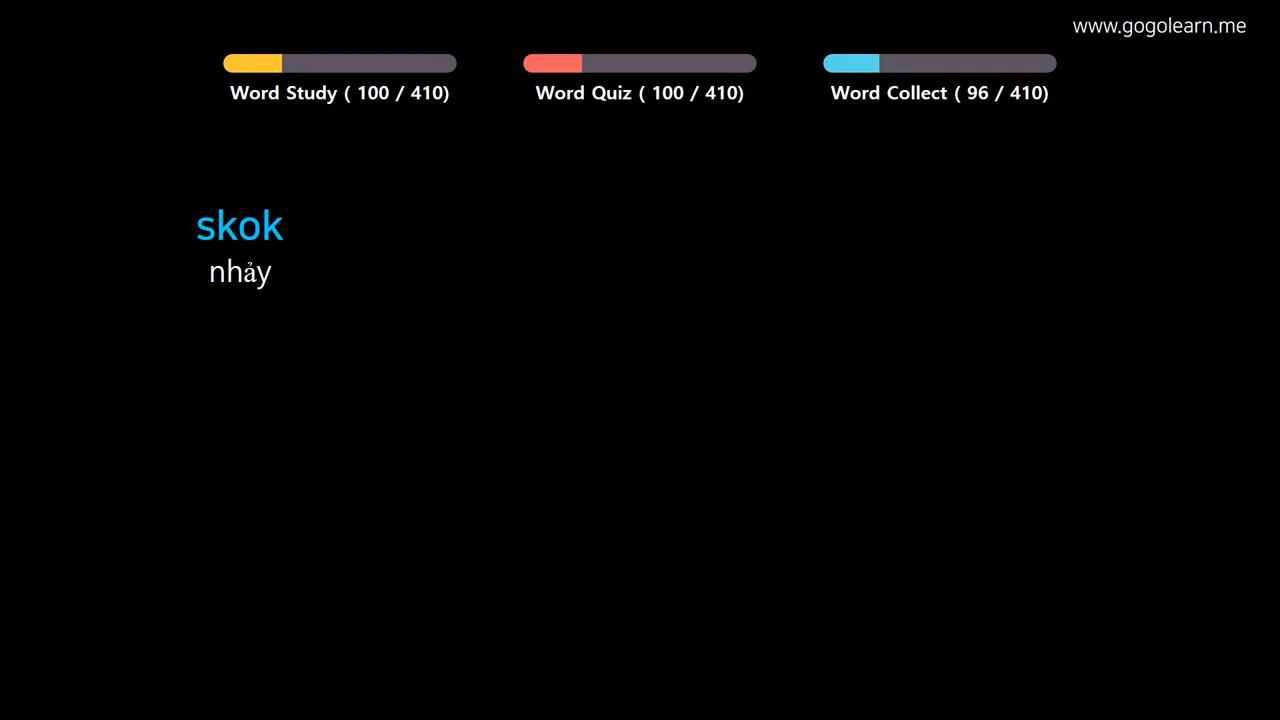 www.gogolearn.me
Word Study ( 100 / 410)
Word Quiz ( 100 / 410)
Word Collect ( 96 / 410)
skok
nhảy